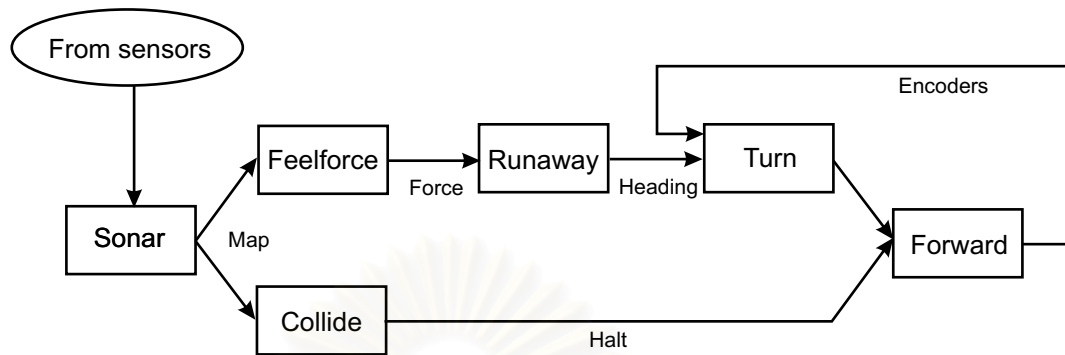 From sensors
Encoders
Feelforce
Runaway
Turn
Force
Heading
Sonar
Map
Forward
Collide
Halt